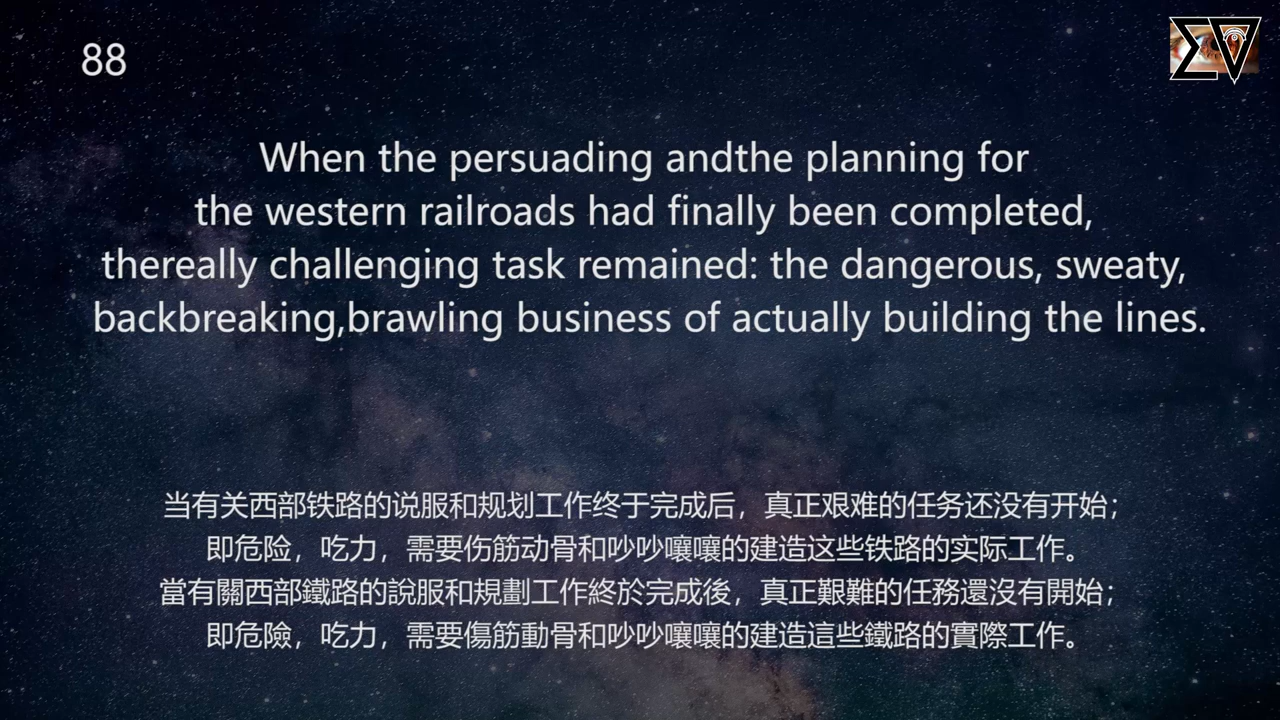 88
When the persuading andthe planning for
the western railroads had finally been completed,
thereally challenging task remained: the dangerous, sweaty,
backbreaking,brawling business of actually building the lines.
当有关西部铁路的说服和规划工作终于完成后，真正艰难的任务还没有开始；
即危险，吃力，需要伤筋动骨和吵吵嚷嚷的建造这些铁路的实际工作。
當有關西部鐵路的說服和規劃工作終於完成後，真正艱難的任務還沒有開始；
即危險，吃力，需要傷筋動骨和吵吵嚷嚷的建造這些鐵路的實際工作。